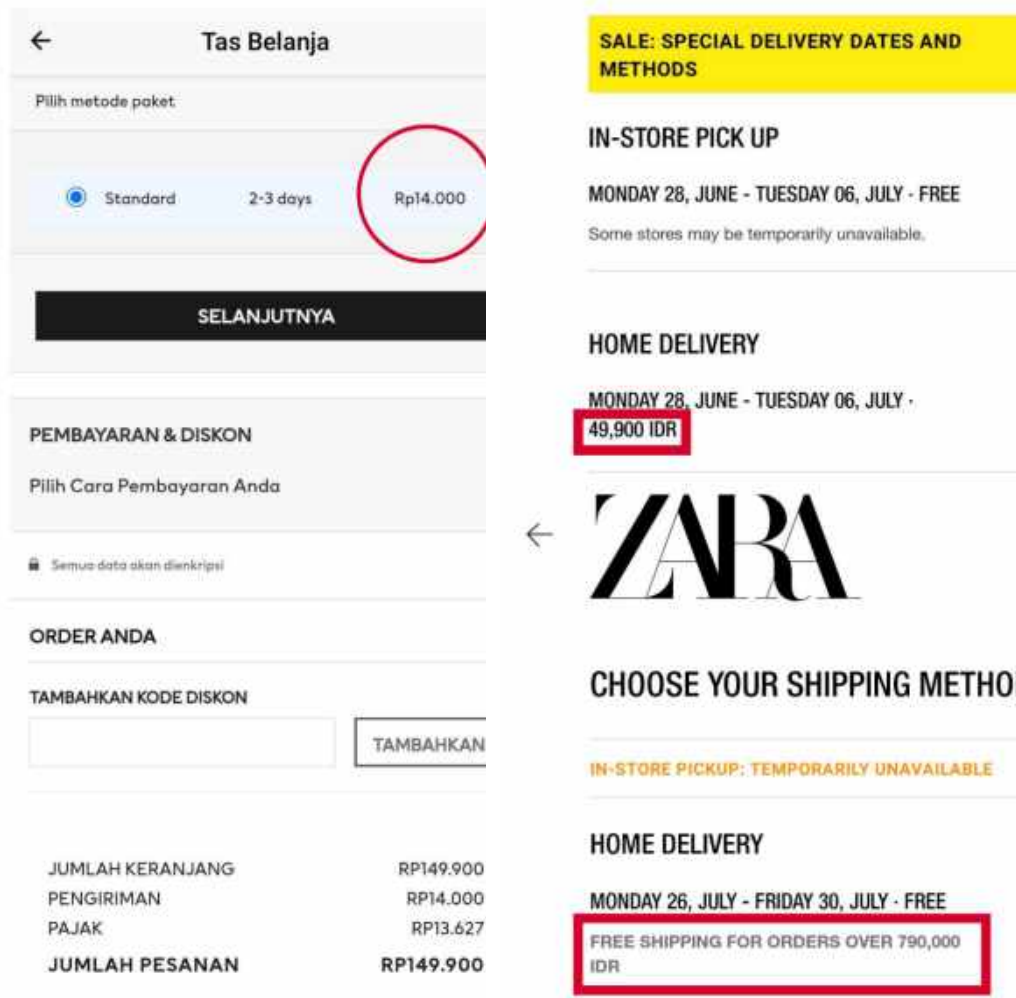 Tas Belanja
Pilih metode paket
Standard 2-3 days Rp14.000
SELANJUTNYA
PEMBAYARAN & DISKON
Pilih Cara Pembayaran Anda
Semua data akan dienkripsi
ORDER ANDA
TAMBAHKAN KODE DISKON
TAMBAHKAN
JUMLAH KERANJANG RP149.900
PENGIRIMAN RP14.000
PAJAK RP13.627
JUMLAH PESANAN RP149.900
SALE: SPECIAL DELIVERY DATES AND
METHODS
IN-STORE PICK UP
MONDAY 28, JUNE - TUESDAY 06, JULY - FREE
Some stores may be temporarily unavailable.
HOME DELIVERY
MONDAY 28, JUNE - TUESDAY 06, JULY ·
49,900 IDR
ZARA
CHOOSE YOUR SHIPPING METHO
IN-STORE PICKUP: TEMPORARILY UNAVAILABLE
HOME DELIVERY
MONDAY 26, JULY - FRIDAY 30, JULY · FREE
FREE SHIPPING FOR ORDERS OVER 790,000
IDR